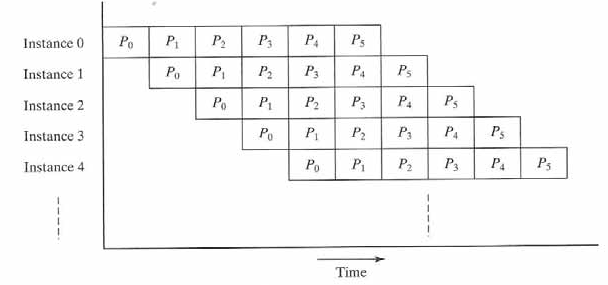 Instance 0 P₀ P₁ P₂ P₃ P₄ P₅
Instance 1 P₀ P₁ P₂ P₃ P₄ P₅
Instance 2 P₀ P₁ P₂ P₃ P₄ P₅
Instance 3 P₀ P₁ P₂ P₃ P₄ P₅
Instance 4 P₀ P₁ P₂ P₃ P₄ P₅
Time